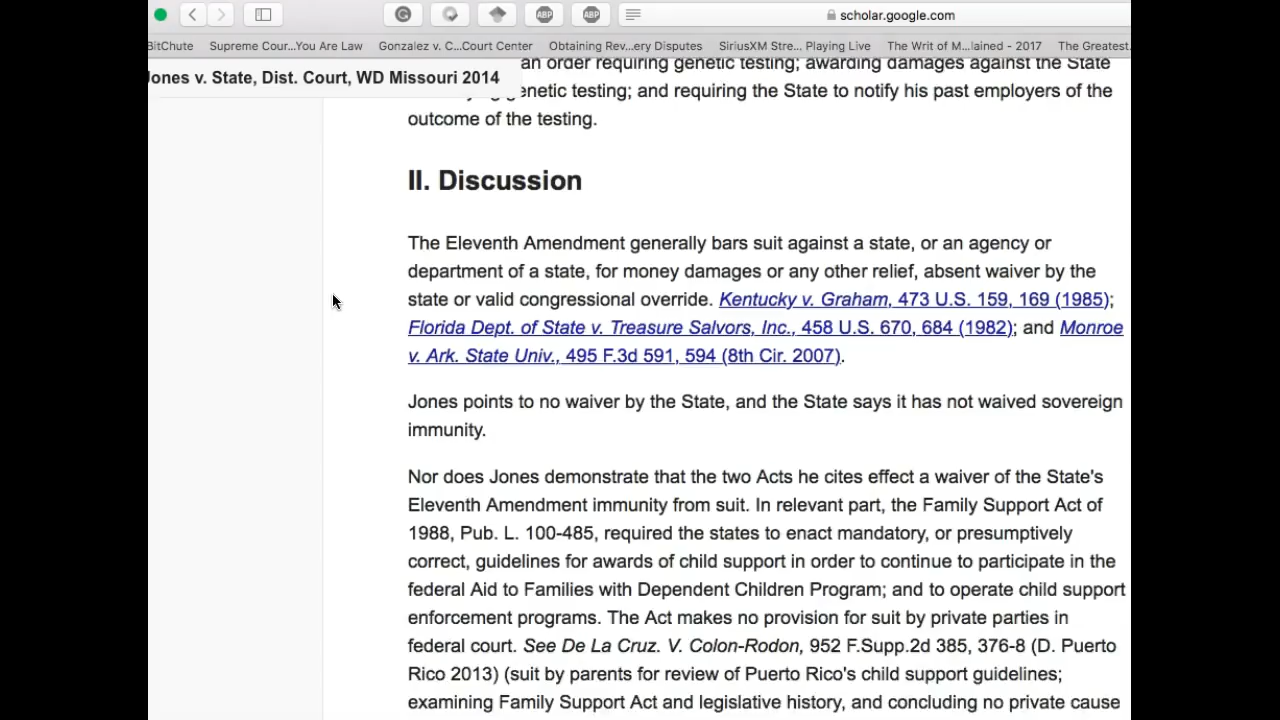 scholar.google.com
BitChute Supreme Cour...You Are Law Gonzalez v. C...Court Center Obtaining Rev...ery Disputes SiriusXM Stre... Playing Live The Writ of M...lained - 2017 The Greatest.
Jones v. State, Dist. Court, WD Missouri 2014
an order requiring genetic testing; awarding damages against the State
genetic testing; and requiring the State to notify his past employers of the
outcome of the testing.
II. Discussion
The Eleventh Amendment generally bars suit against a state, or an agency or
department of a state, for money damages or any other relief, absent waiver by the
state or valid congressional override. Kentucky v. Graham, 473 U.S. 159, 169 (1985);
Florida Dept. of State v. Treasure Salvors, Inc., 458 U.S. 670, 684 (1982); and Monroe
v. Ark. State Univ., 495 F.3d 591, 594 (8th Cir. 2007).
Jones points to no waiver by the State, and the State says it has not waived sovereign
immunity.
Nor does Jones demonstrate that the two Acts he cites effect a waiver of the State's
Eleventh Amendment immunity from suit. In relevant part, the Family Support Act of
1988, Pub. L. 100-485, required the states to enact mandatory, or presumptively
correct, guidelines for awards of child support in order to continue to participate in the
federal Aid to Families with Dependent Children Program; and to operate child support
enforcement programs. The Act makes no provision for suit by private parties in
federal court. See De La Cruz. V. Colon-Rodon, 952 F.Supp.2d 385, 376-8 (D. Puerto
Rico 2013) (suit by parents for review of Puerto Rico's child support guidelines;
examining Family Support Act and legislative history, and concluding no private cause